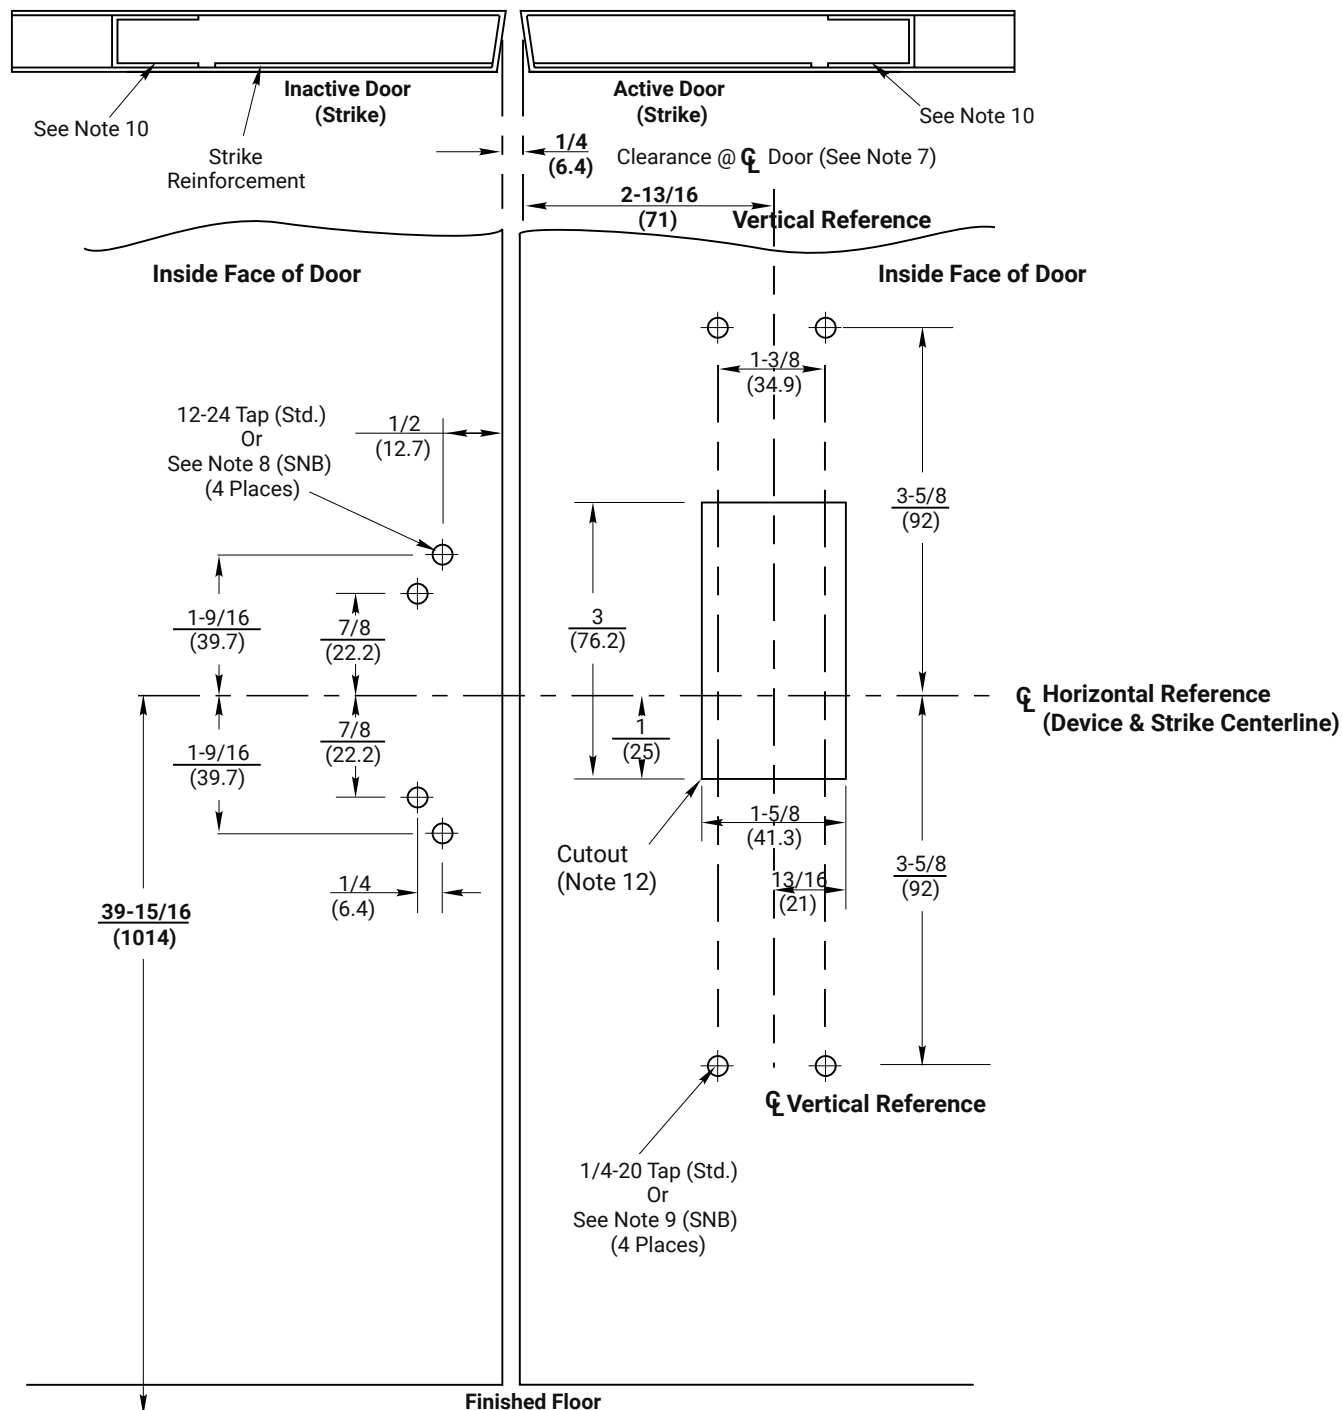 Inactive Door
(Strike)
Active Door
(Strike)
See Note 10
See Note 10
Strike
Reinforcement
1/4
(6.4)
Clearance @ ℄ Door (See Note 7)
2-13/16
(71)
Vertical Reference
Inside Face of Door
Inside Face of Door
1-3/8
(34.9)
12-24 Tap (Std.)
Or
See Note 8 (SNB)
(4 Places)
1/2
(12.7)
3-5/8
(92)
1-9/16
(39.7)
7/8
(22.2)
3
(76.2)
℄ Horizontal Reference
(Device & Strike Centerline)
1-9/16
(39.7)
7/8
(22.2)
1
(25)
1-5/8
(41.3)
Cutout
(Note 12)
13/16
(21)
3-5/8
(92)
1/4
(6.4)
39-15/16
(1014)
℄ Vertical Reference
1/4-20 Tap (Std.)
Or
See Note 9 (SNB)
(4 Places)
Finished Floor